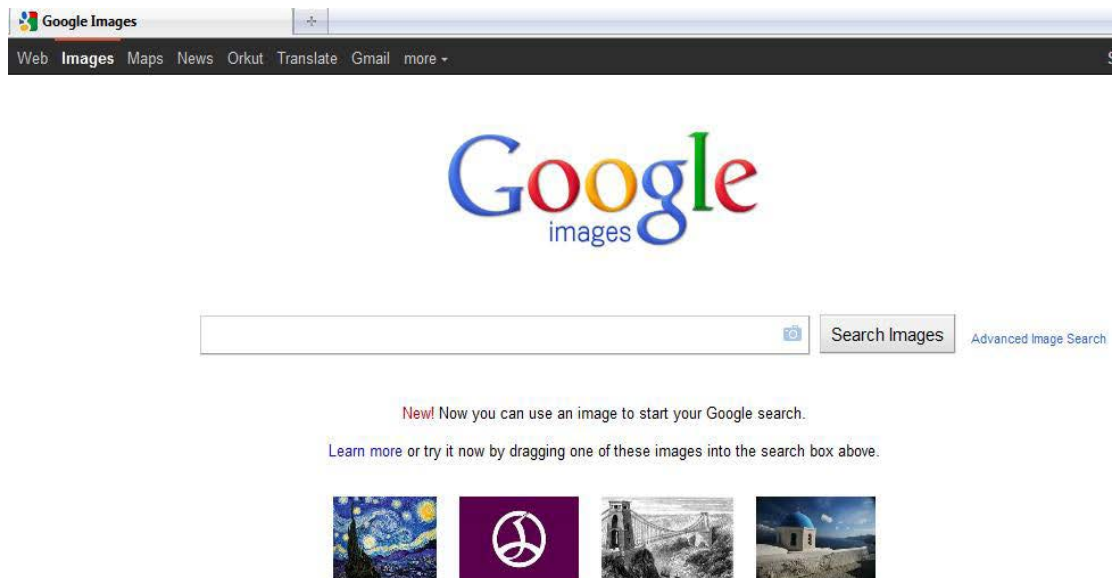 Google Images
Web Images Maps News Orkut Translate Gmail more
S
Google
images
Search Images
Advanced Image Search
New! Now you can use an image to start your Google search.
Learn more or try it now by dragging one of these images into the search box above.